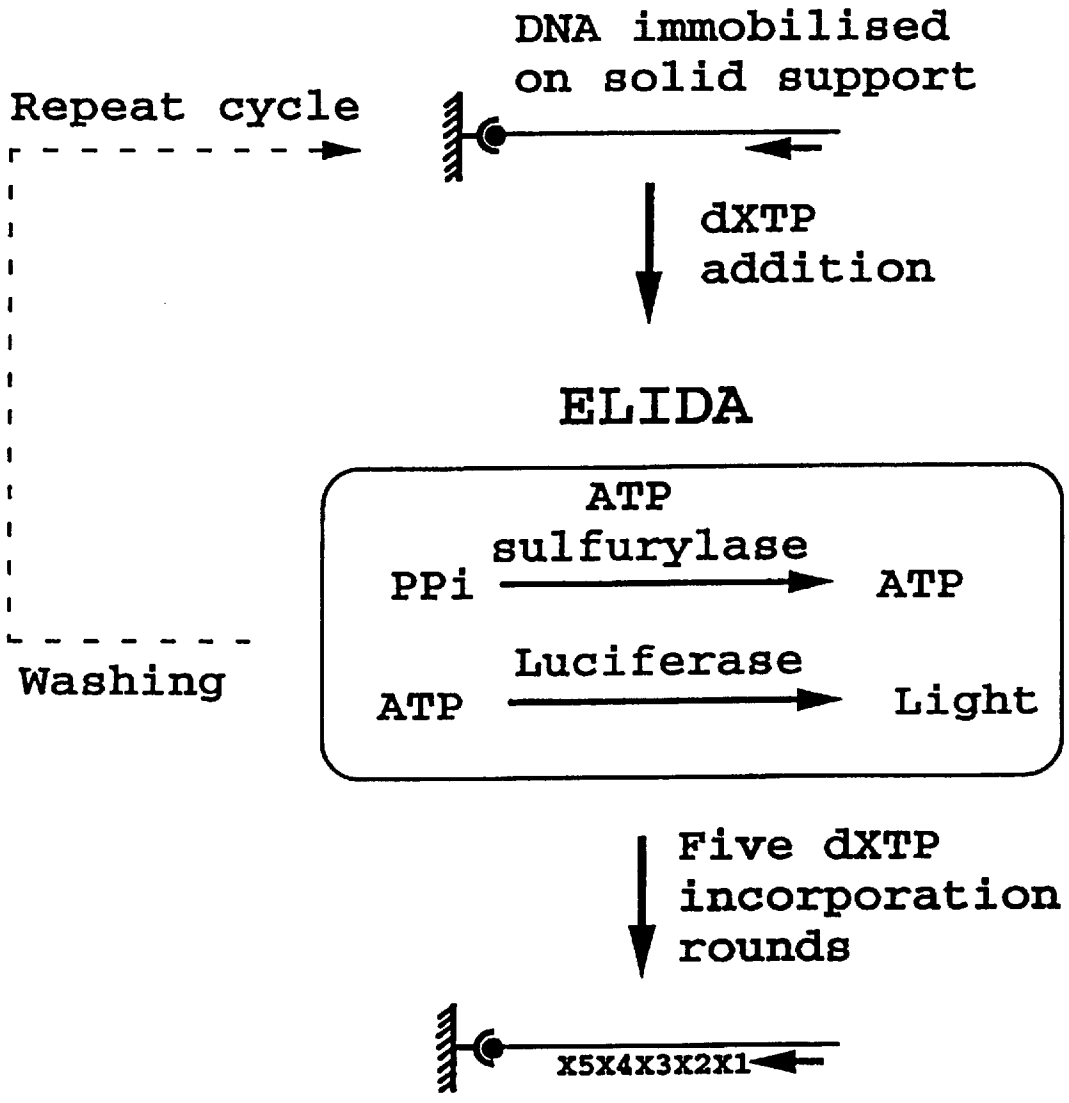 DNA immobilised
on solid support
Repeat cycle
dXTP
addition
ELIDA
ATP
sulfurylase
PPi
ATP
Luciferase
ATP
Light
Washing
Five dXTP
incorporation
rounds
X5X4X3X2X1